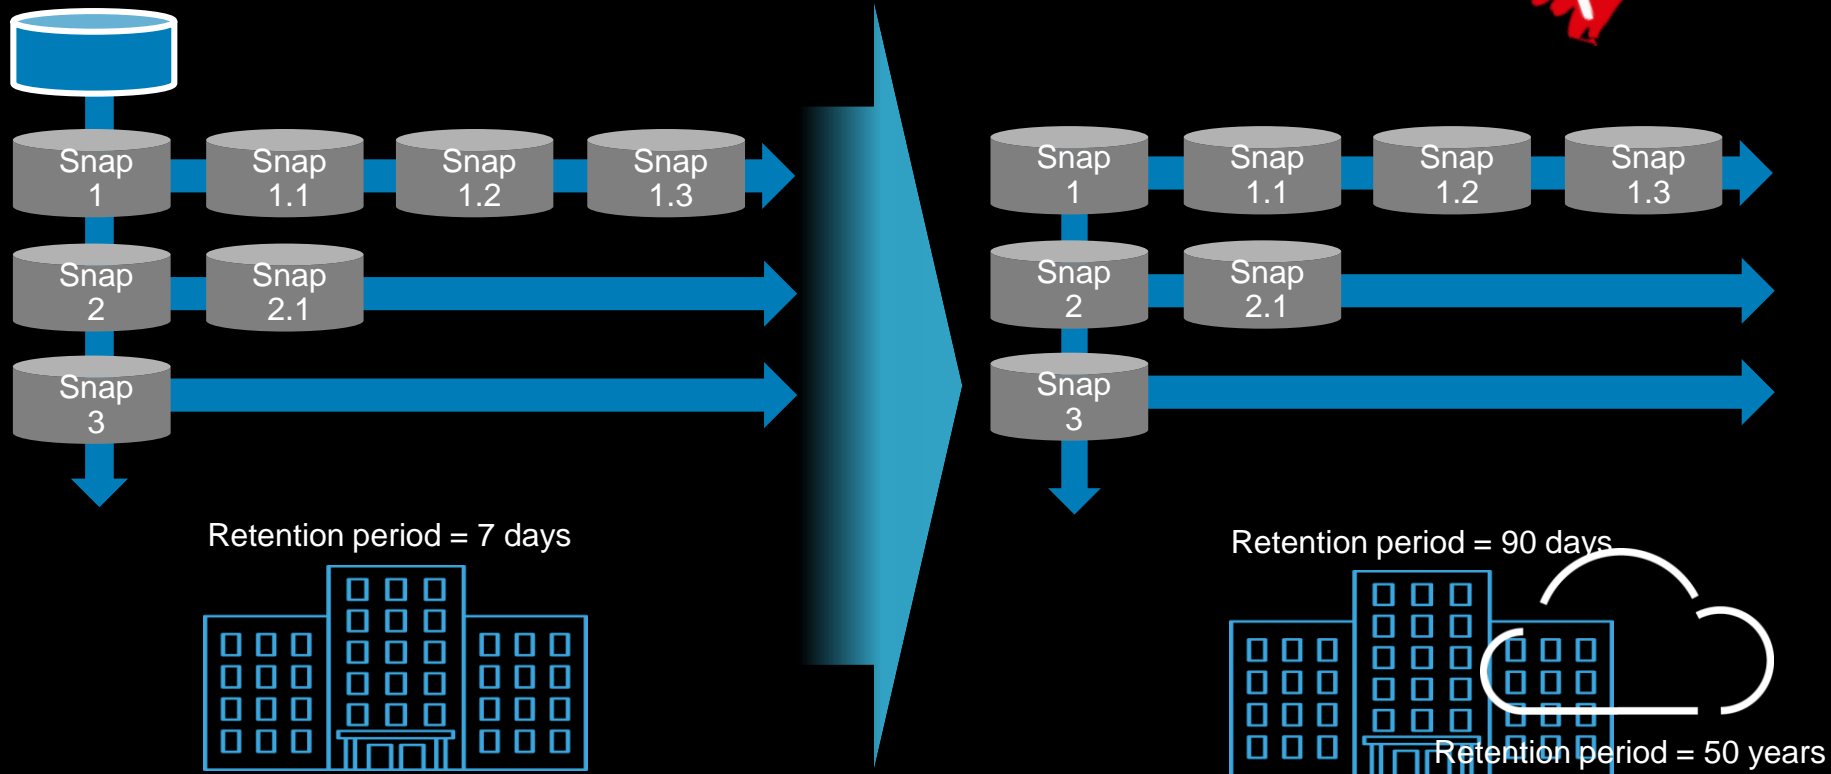 Snap
1
Snap
1.1
Snap
1.2
Snap
1.3
Snap
2
Snap
2.1
Snap
3
Retention period = 7 days
Snap
1
Snap
1.1
Snap
1.2
Snap
1.3
Snap
2
Snap
2.1
Snap
3
Retention period = 90 days
Retention period = 50 years